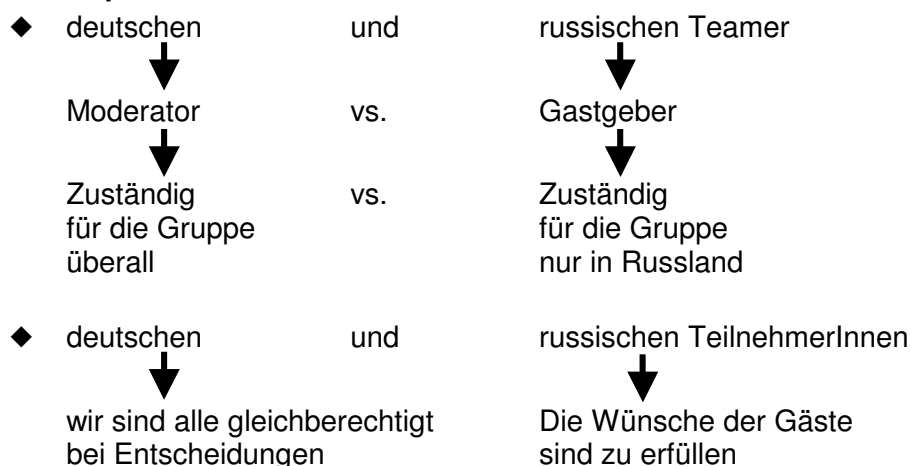 ◆ deutschen und russischen Teamer
Moderator vs. Gastgeber
Zuständig vs. Zuständig
für die Gruppe für die Gruppe
überall nur in Russland
◆ deutschen und russischen TeilnehmerInnen
wir sind alle gleichberechtigt Die Wünsche der Gäste
bei Entscheidungen sind zu erfüllen